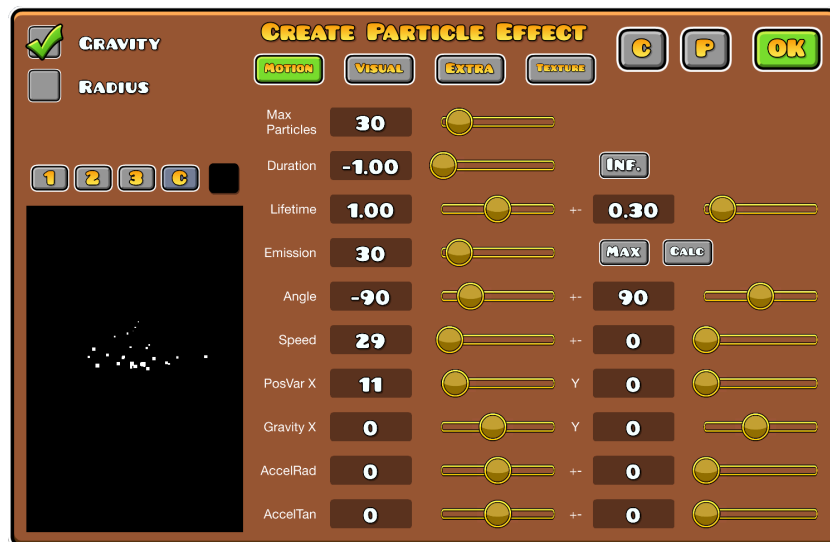 Create Particle Effect
Gravity
C P OK
Motion Visual Extra Texture
Radius
Max Particles 30
Duration -1.00 Inf.
1 2 3 C
Lifetime 1.00 +- 0.30
Emission 30 Max Calc
Angle -90 +- 90
Speed 29 +- 0
PosVar X 11 Y 0
Gravity X 0 Y 0
AccelRad 0 +- 0
AccelTan 0 +- 0